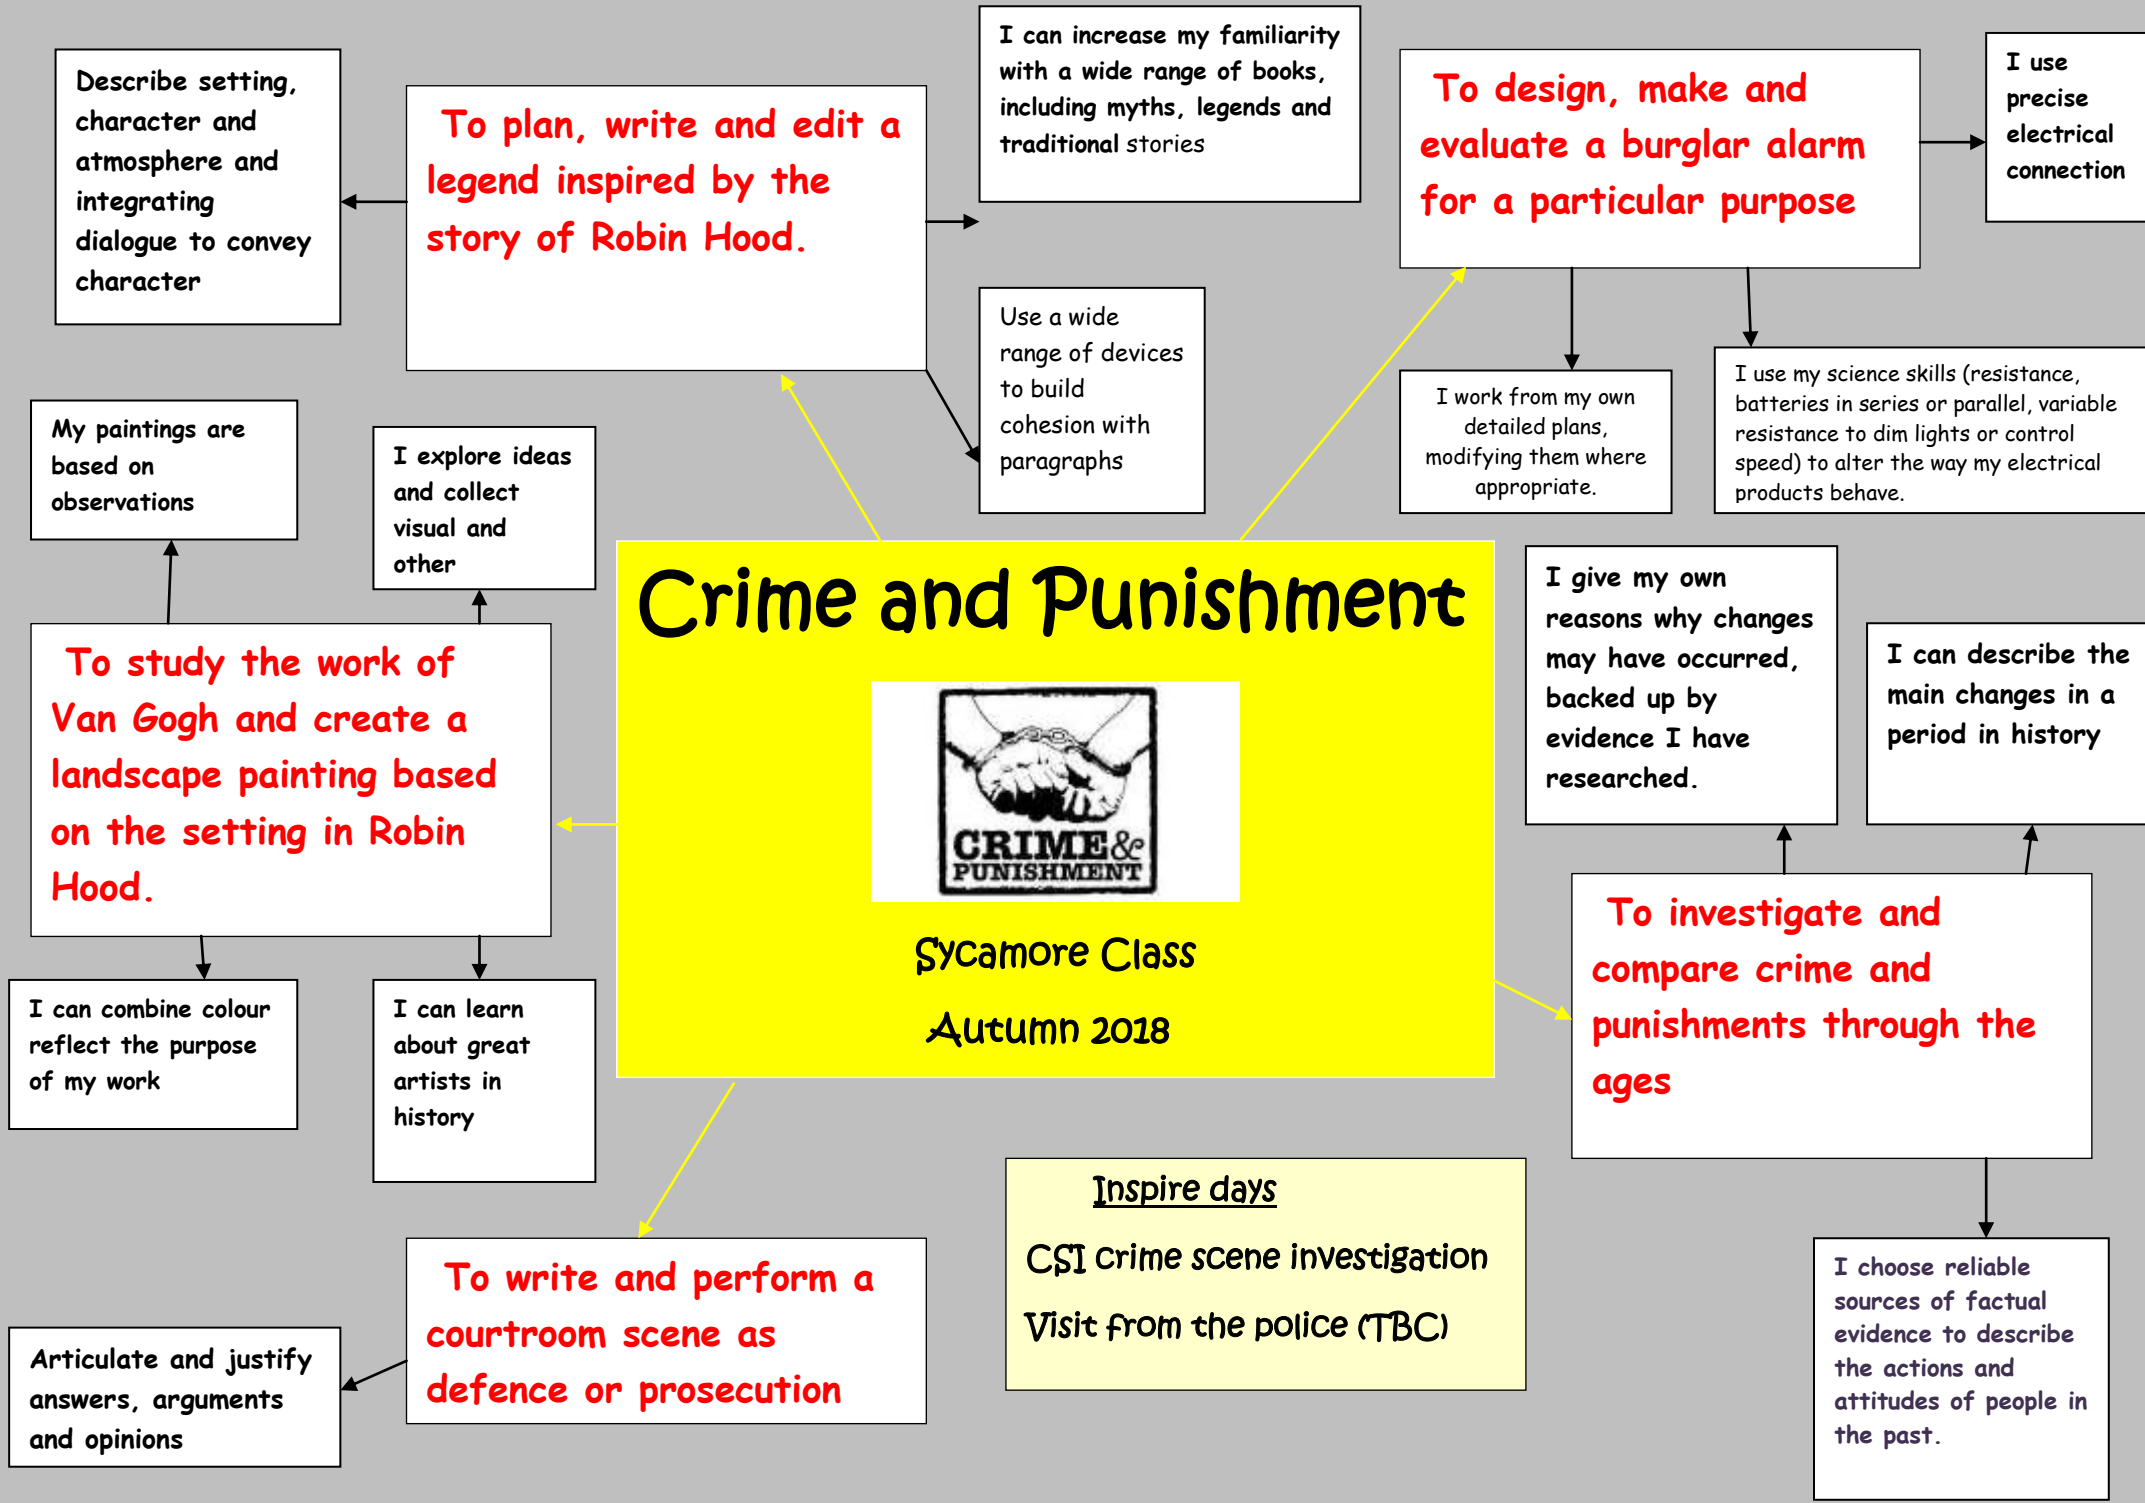 Describe setting,
character and
atmosphere and
integrating
dialogue to convey
character
To plan, write and edit a
legend inspired by the
story of Robin Hood.
I can increase my familiarity
with a wide range of books,
including myths, legends and
traditional stories
Use a wide
range of devices
to build
cohesion with
paragraphs
To design, make and
evaluate a burglar alarm
for a particular purpose
I use
precise
electrical
connection
I work from my own
detailed plans,
modifying them where
appropriate.
I use my science skills (resistance,
batteries in series or parallel, variable
resistance to dim lights or control
speed) to alter the way my electrical
products behave.
My paintings are
based on
observations
I explore ideas
and collect
visual and
other
To study the work of
Van Gogh and create a
landscape painting based
on the setting in Robin
Hood.
I can combine colour
reflect the purpose
of my work
I can learn
about great
artists in
history
Crime and Punishment
CRIME&
PUNISHMENT
Sycamore Class
Autumn 2018
I give my own
reasons why changes
may have occurred,
backed up by
evidence I have
researched.
I can describe the
main changes in a
period in history
To investigate and
compare crime and
punishments through the
ages
I choose reliable
sources of factual
evidence to describe
the actions and
attitudes of people in
the past.
To write and perform a
courtroom scene as
defence or prosecution
Articulate and justify
answers, arguments
and opinions
Inspire days
CSI crime scene investigation
Visit from the police (TBC)